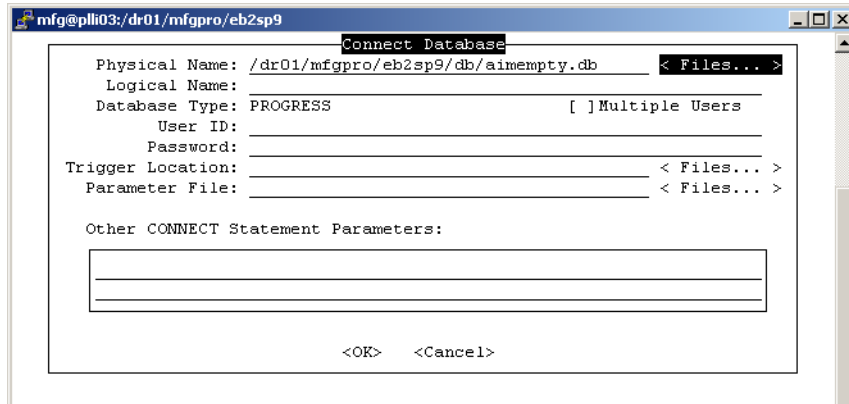 mfg@plli03:/dr01/mfgpro/eb2sp9
Connect Database
Physical Name: /dr01/mfgpro/eb2sp9/db/aimempty.db < Files... >
Logical Name:
Database Type: PROGRESS [ ]Multiple Users
User ID:
Password:
Trigger Location: < Files... >
Parameter File: < Files... >
Other CONNECT Statement Parameters:
<OK> <Cancel>